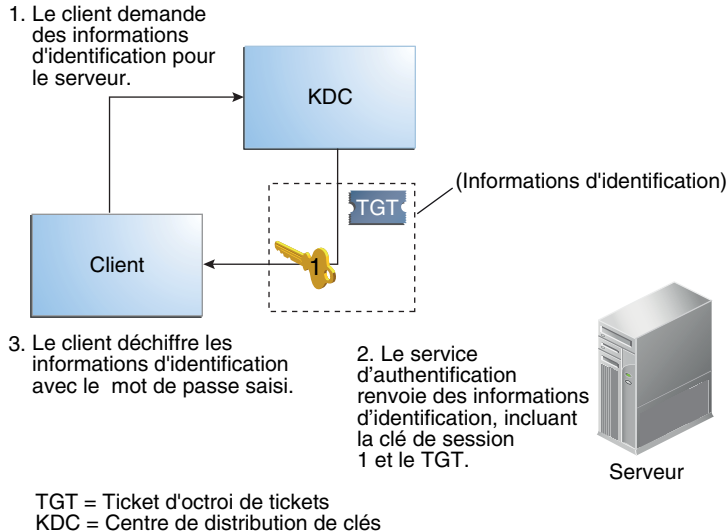 1. Le client demande
des informations
d'identification pour
le serveur.
KDC
(Informations d'identification)
TGT
Client
1
3. Le client déchiffre les
informations d'identification
avec le mot de passe saisi.
2. Le service
d’authentification
renvoie des informations
d’identification, incluant
la clé de session
1 et le TGT.
Serveur
TGT = Ticket d'octroi de tickets
KDC = Centre de distribution de clés